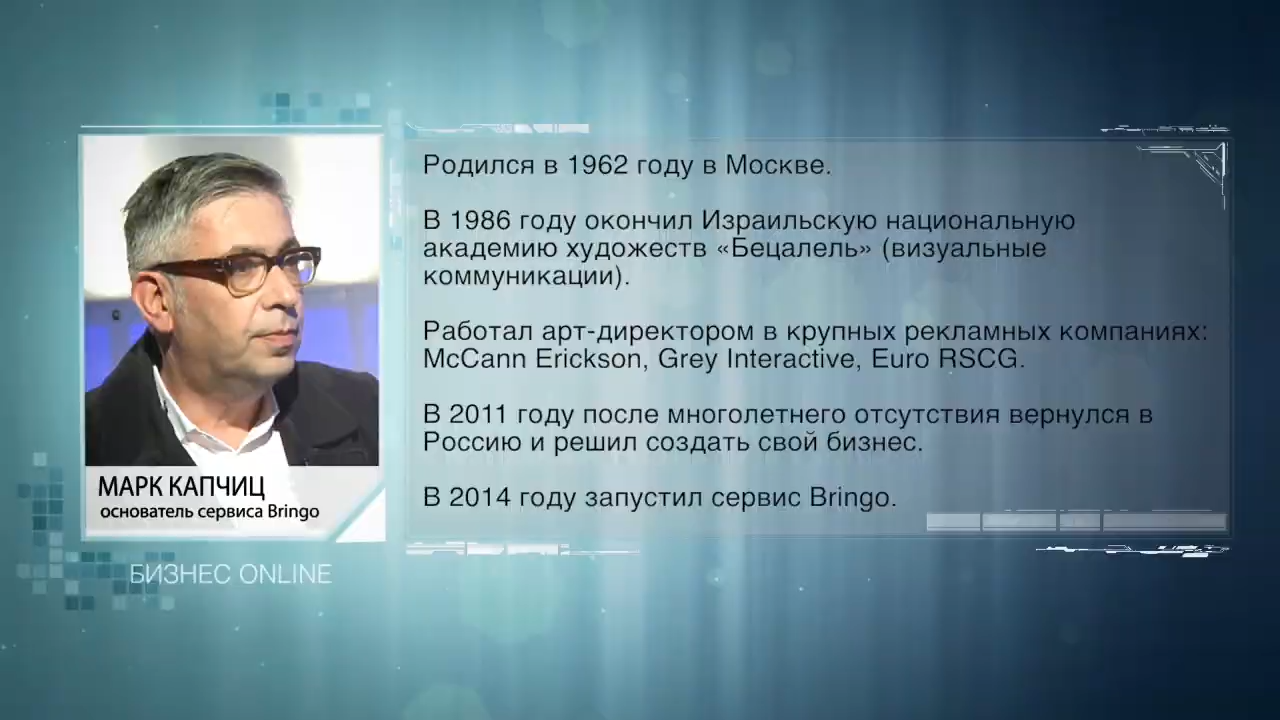 Родился в 1962 году в Москве.
В 1986 году окончил Израильскую национальную
академию художеств «Бецалель» (визуальные
коммуникации).
Работал арт-директором в крупных рекламных компаниях:
McCann Erickson, Grey Interactive, Euro RSCG.
В 2011 году после многолетнего отсутствия вернулся в
Россию и решил создать свой бизнес.
В 2014 году запустил сервис Bringo.
МАРК КАПЧИЦ
основатель сервиса Bringo
БИЗНЕС ONLINE